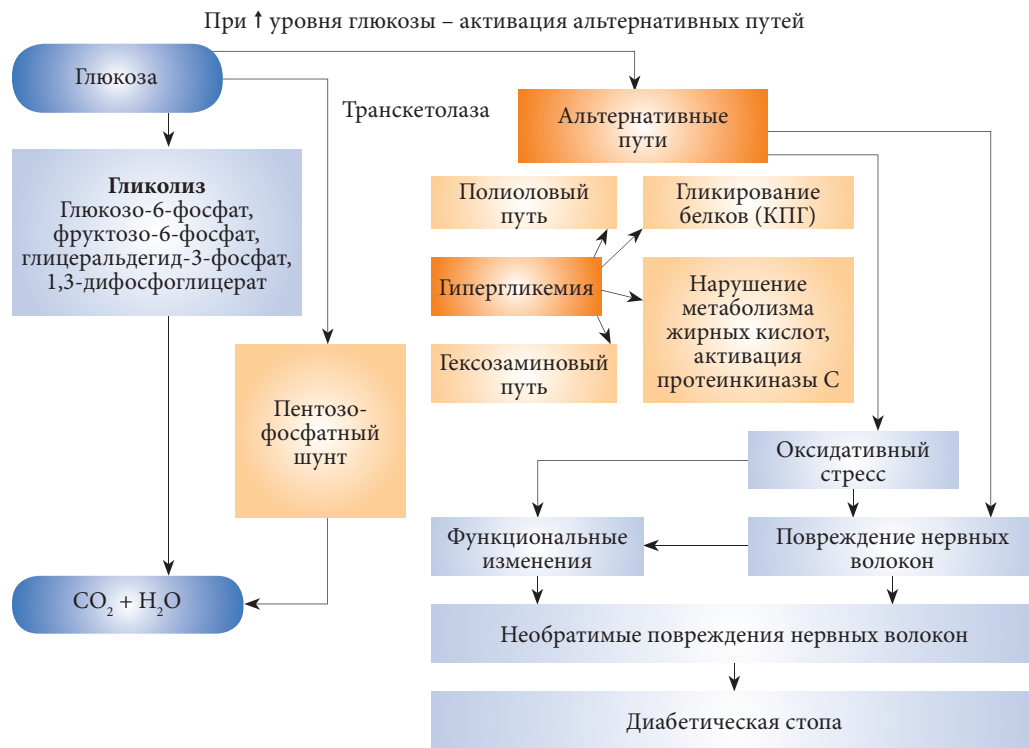 При ↑ уровня глюкозы – активация альтернативных путей
Глюкоза
Транскетолаза
Альтернативные
пути
Гликолиз
Глюкозо-6-фосфат,
фруктозо-6-фосфат,
глицеральдегид-3-фосфат,
1,3-дифосфоглицерат
Полиоловый
путь
Гликирование
белков (КПГ)
Гипергликемия
Нарушение
метаболизма
жирных кислот,
активация
протеинкиназы С
Гексозаминовый
путь
Пентозо-
фосфатный
шунт
Оксидативный
стресс
Функциональные
изменения
Повреждение нервных
волокон
CO₂ + H₂O
Необратимые повреждения нервных волокон
Диабетическая стопа